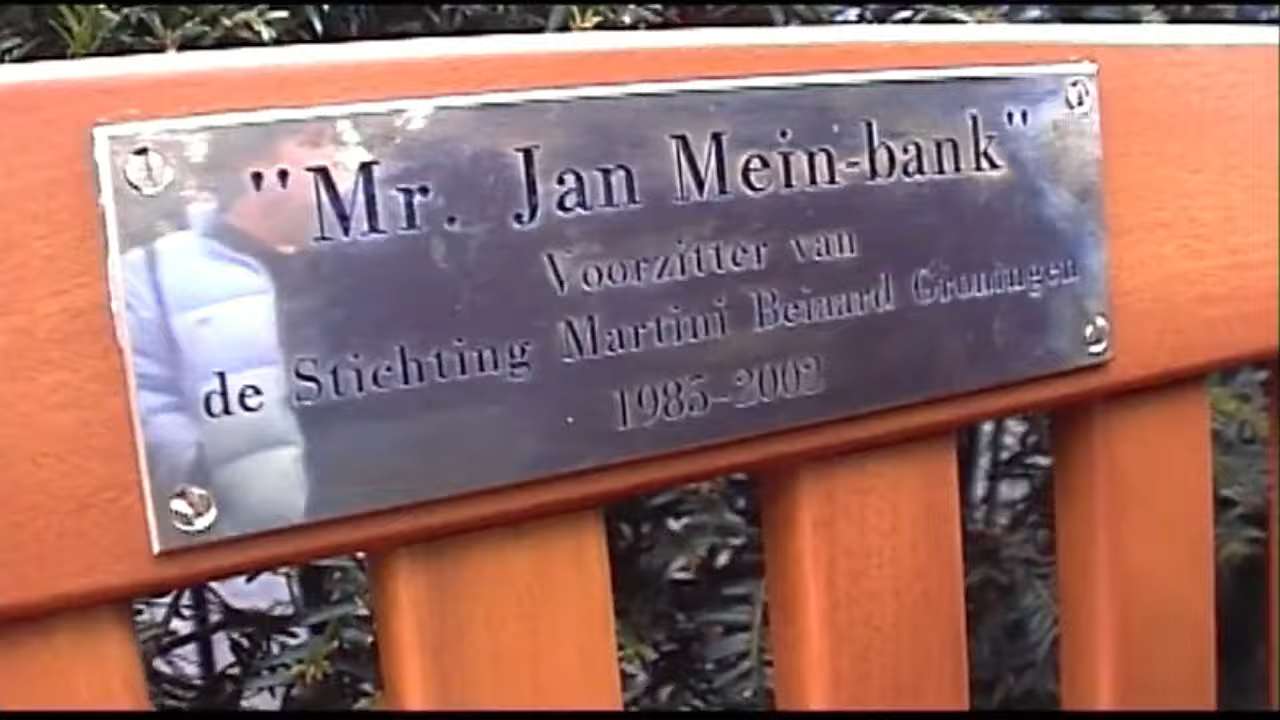 "Mr. Jan Mein-bank"
Voorzitter van
de Stichting Martini Beiaard Groningen
1985-2002